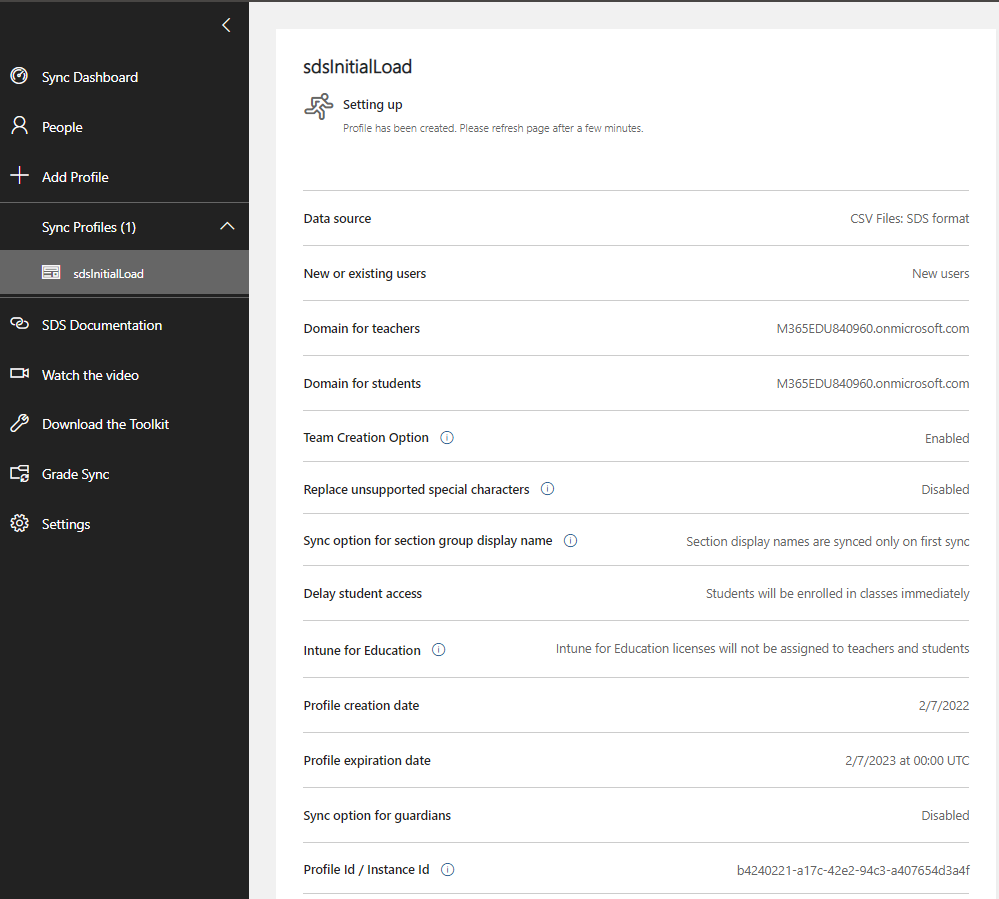 Sync Dashboard
People
Add Profile
Sync Profiles (1)
sdsInitialLoad
SDS Documentation
Watch the video
Download the Toolkit
Grade Sync
Settings
sdsInitialLoad
Setting up
Profile has been created. Please refresh page after a few minutes.
Data source CSV Files: SDS format
New or existing users New users
Domain for teachers M365EDU840960.onmicrosoft.com
Domain for students M365EDU840960.onmicrosoft.com
Team Creation Option Enabled
Replace unsupported special characters Disabled
Sync option for section group display name Section display names are synced only on first sync
Delay student access Students will be enrolled in classes immediately
Intune for Education Intune for Education licenses will not be assigned to teachers and students
Profile creation date 2/7/2022
Profile expiration date 2/7/2023 at 00:00 UTC
Sync option for guardians Disabled
Profile Id / Instance Id b4240221-a17c-42e2-94c3-a407654d3a4f